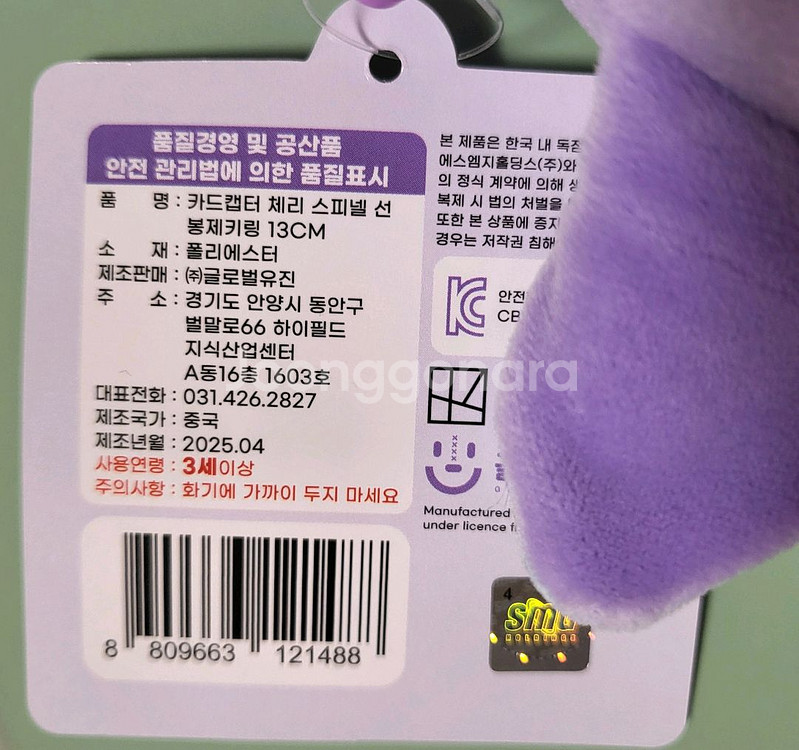 품질경영 및 공산품
안전 관리법에 의한 품질표시
품 명 : 카드캡터 체리 스피넬 선
봉제키링 13CM
소 재 : 폴리에스터
제조판매 : ㈜글로벌유진
주 소 : 경기도 안양시 동안구
벌말로66 하이필드
지식산업센터
A동16층 1603호
대표전화 : 031.426.2827
제조국가 : 중국
제조년월 : 2025.04
사용연령 : 3세이상
주의사항 : 화기에 가까이 두지 마세요
8 809663 121488
본 제품은 한국 내 독점
에스엠지홀딩스(주)와
의 정식 계약에 의해
복제 시 법의 처벌을
또한 본 상품에 증지
경우는 저작권 침해
안전
CB
Manufactured
under licence
4
smg
HOLDINGS
joonggonara